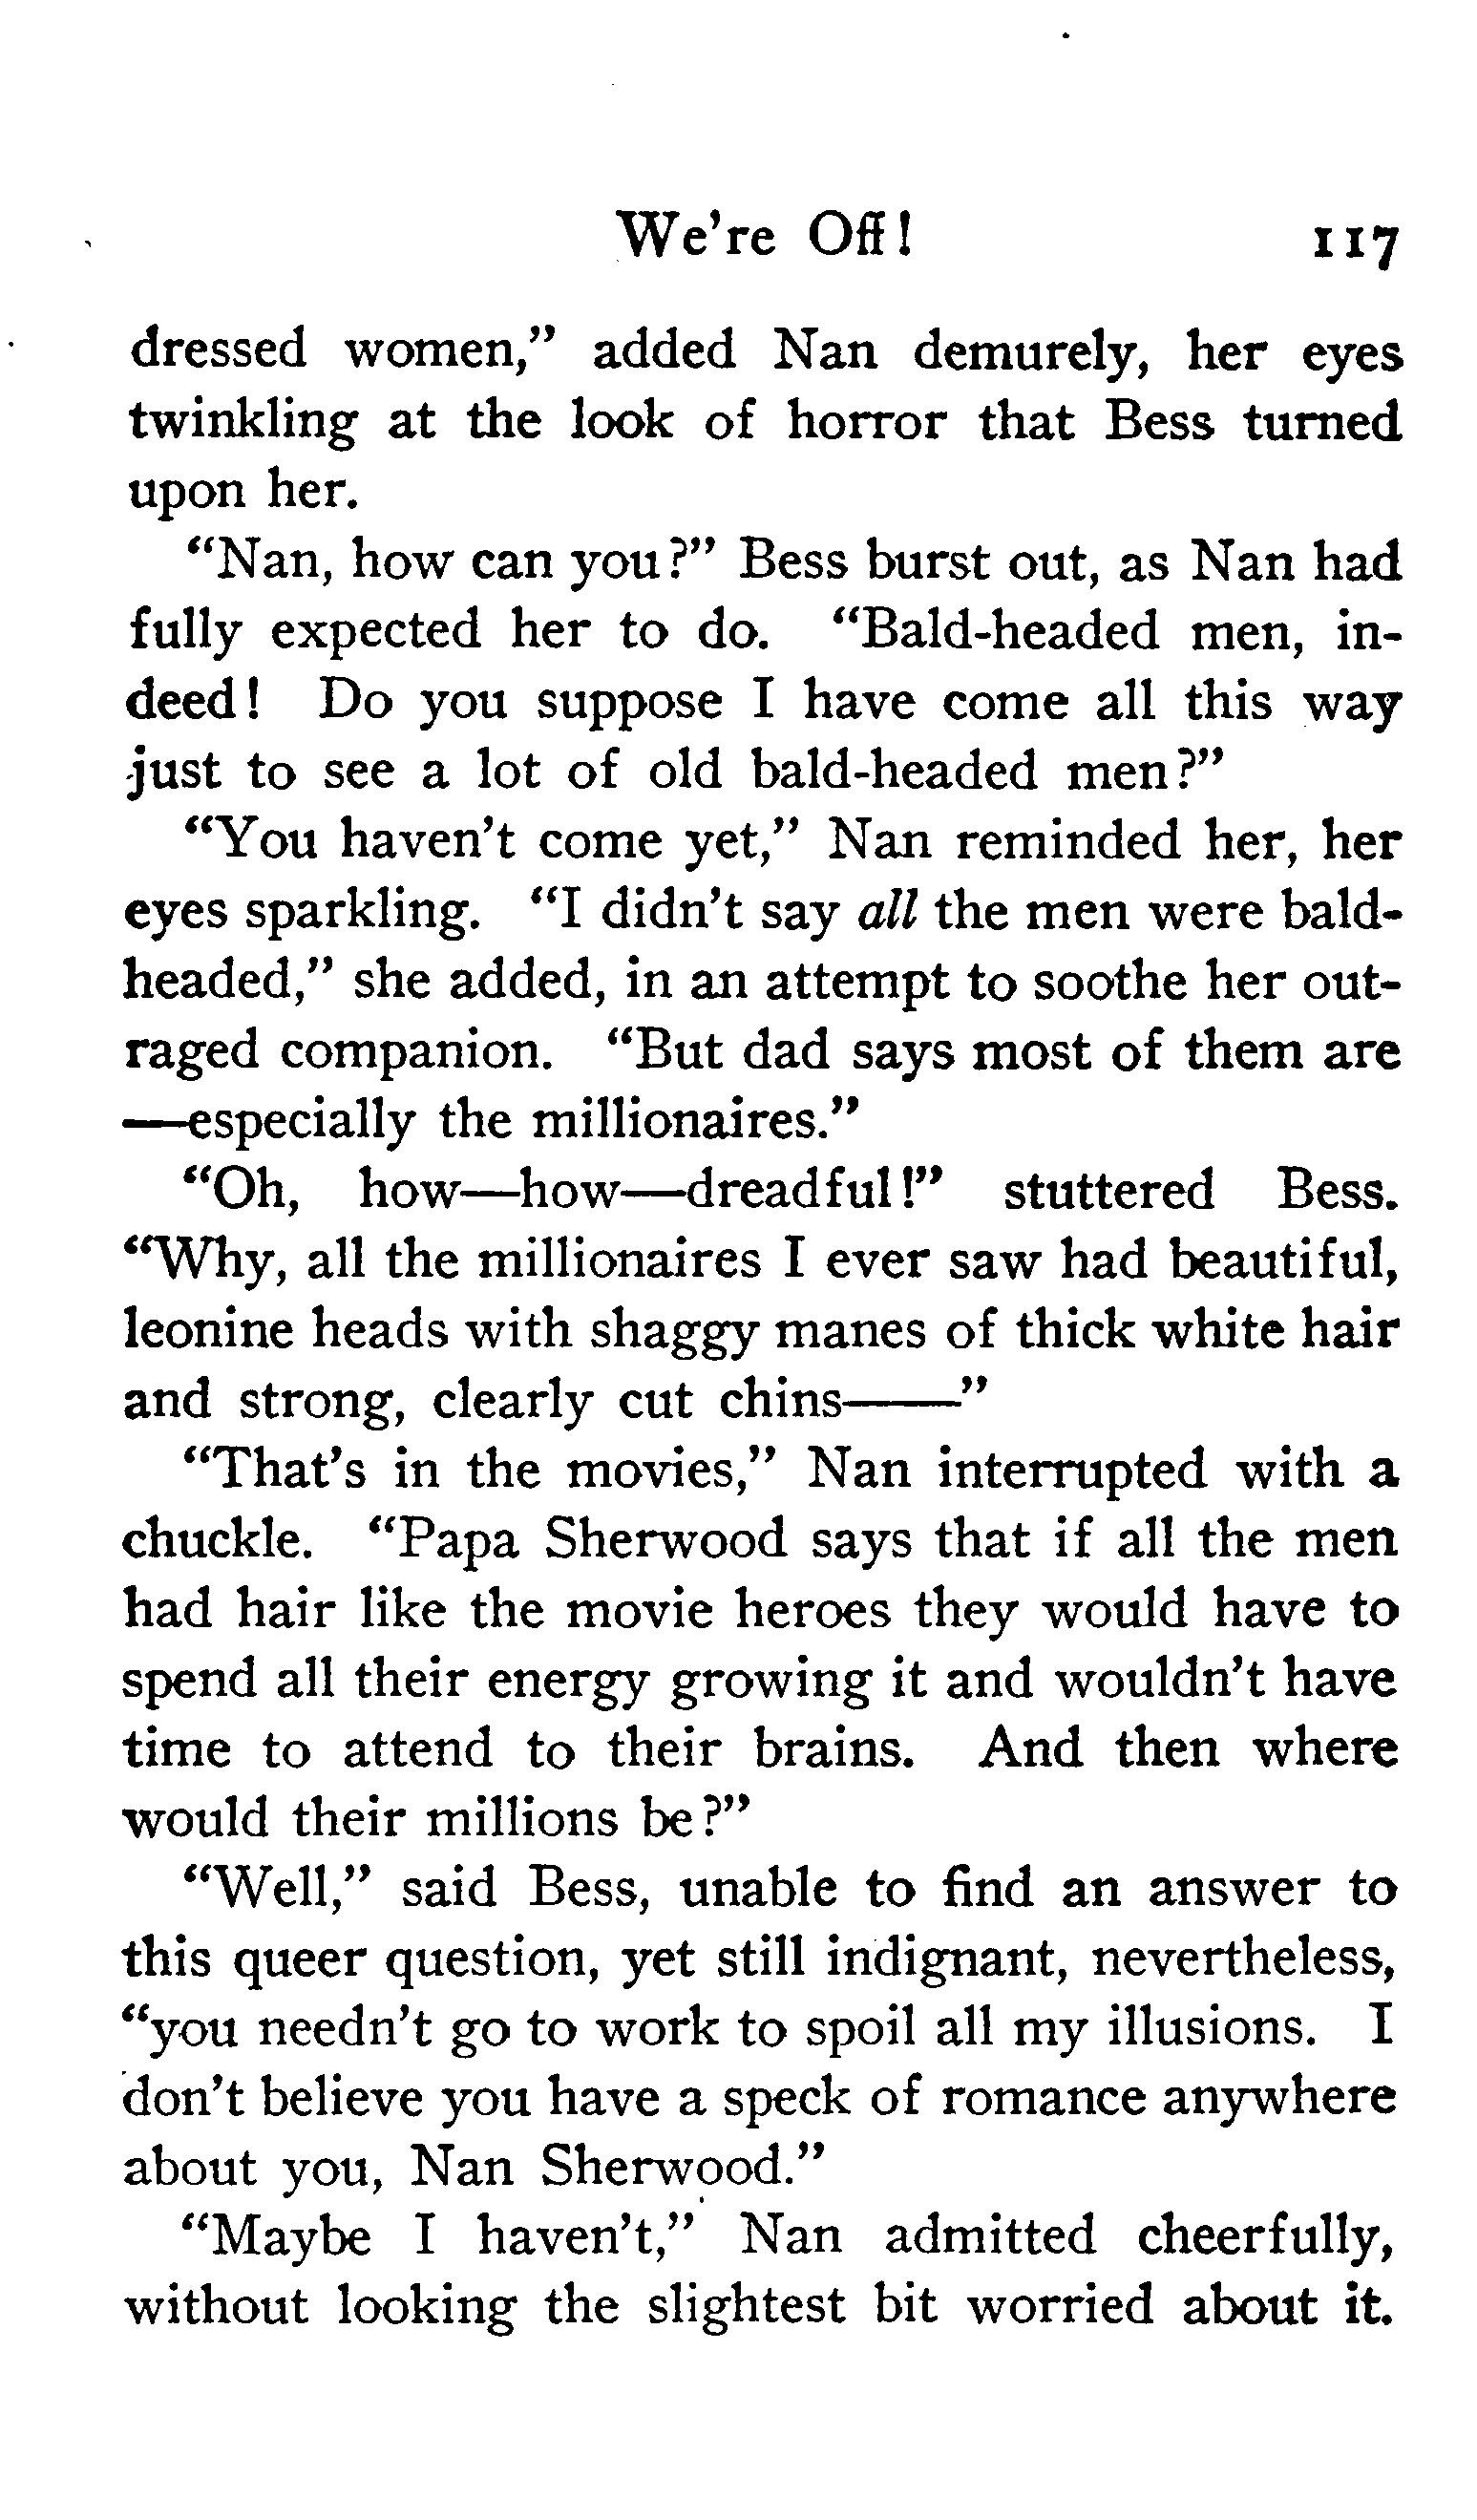 We're Off! 117
dressed women," added Nan demurely, her eyes
twinkling at the look of horror that Bess turned
upon her.
"Nan, how can you?" Bess burst out, as Nan had
fully expected her to do. "Bald-headed men, in-
deed! Do you suppose I have come all this way
just to see a lot of old bald-headed men?"
"You haven't come yet," Nan reminded her, her
eyes sparkling. "I didn't say all the men were bald-
headed," she added, in an attempt to soothe her out-
raged companion. "But dad says most of them are
—especially the millionaires."
"Oh, how—how—dreadful!" stuttered Bess.
"Why, all the millionaires I ever saw had beautiful,
leonine heads with shaggy manes of thick white hair
and strong, clearly cut chins——"
"That's in the movies," Nan interrupted with a
chuckle. "Papa Sherwood says that if all the men
had hair like the movie heroes they would have to
spend all their energy growing it and wouldn't have
time to attend to their brains. And then where
would their millions be?"
"Well," said Bess, unable to find an answer to
this queer question, yet still indignant, nevertheless,
"you needn't go to work to spoil all my illusions. I
don't believe you have a speck of romance anywhere
about you, Nan Sherwood."
"Maybe I haven't," Nan admitted cheerfully,
without looking the slightest bit worried about it.